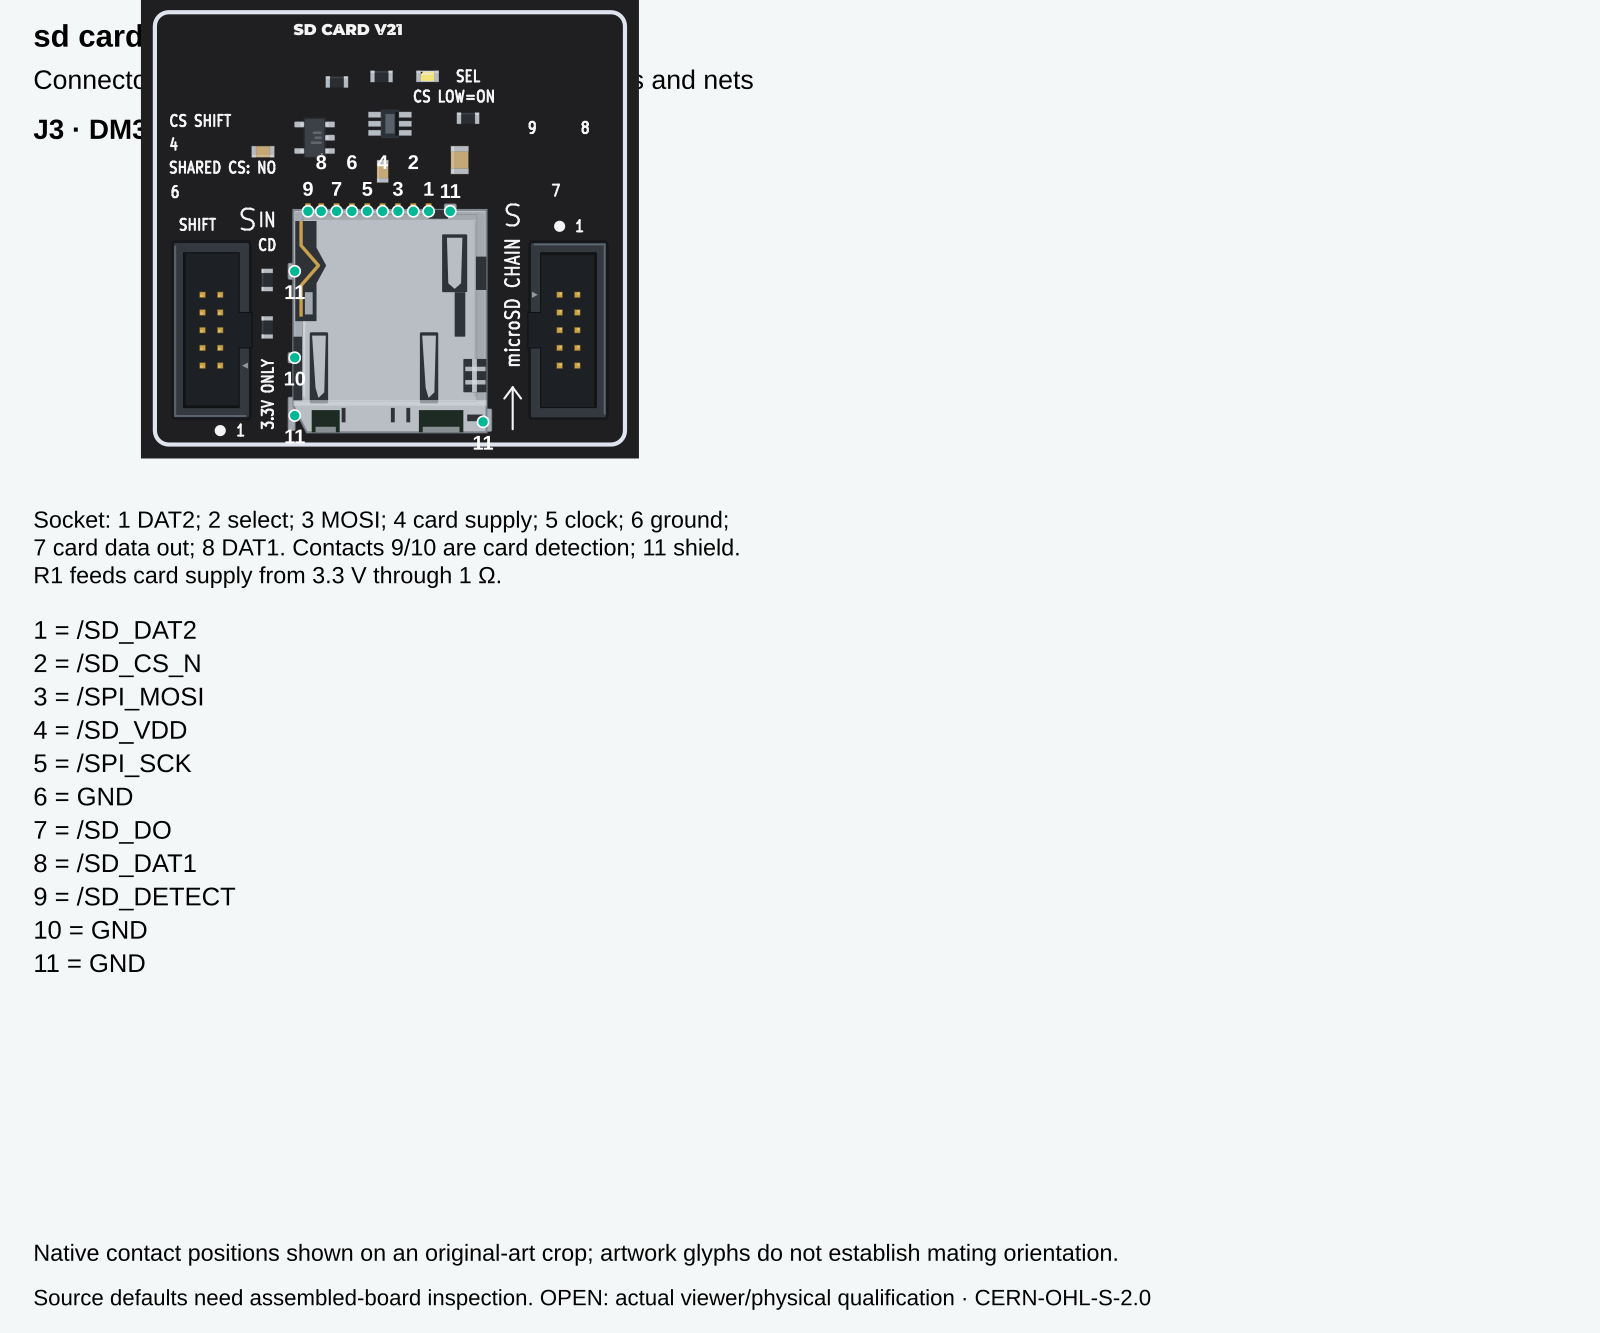 sd card
SD CARD V21
Connecto
s and nets
SEL
CS LOW=ON
J3 · DM3
CS SHIFT
4
SHARED CS: NO
6
9 8
7
8 6 4 2
9 7 5 3 1 11
SHIFT
S IN
CD
S
1
microSD CHAIN
3.3V ONLY
11
10
11
11
1
Socket: 1 DAT2; 2 select; 3 MOSI; 4 card supply; 5 clock; 6 ground;
7 card data out; 8 DAT1. Contacts 9/10 are card detection; 11 shield.
R1 feeds card supply from 3.3 V through 1 Ω.
1 = /SD_DAT2
2 = /SD_CS_N
3 = /SPI_MOSI
4 = /SD_VDD
5 = /SPI_SCK
6 = GND
7 = /SD_DO
8 = /SD_DAT1
9 = /SD_DETECT
10 = GND
11 = GND
Native contact positions shown on an original-art crop; artwork glyphs do not establish mating orientation.
Source defaults need assembled-board inspection. OPEN: actual viewer/physical qualification · CERN-OHL-S-2.0